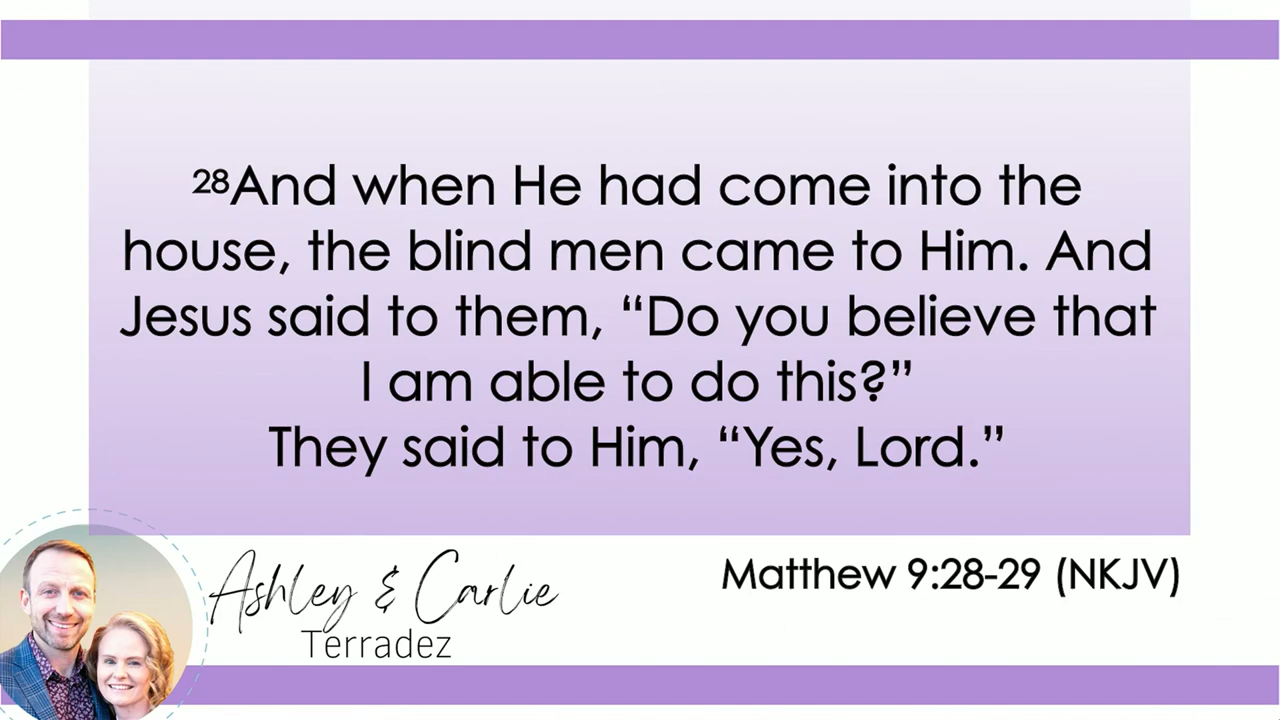 28And when He had come into the
house, the blind men came to Him. And
Jesus said to them, “Do you believe that
I am able to do this?”
They said to Him, “Yes, Lord.”
Matthew 9:28-29 (NKJV)
Ashley & Carlie
Terradez